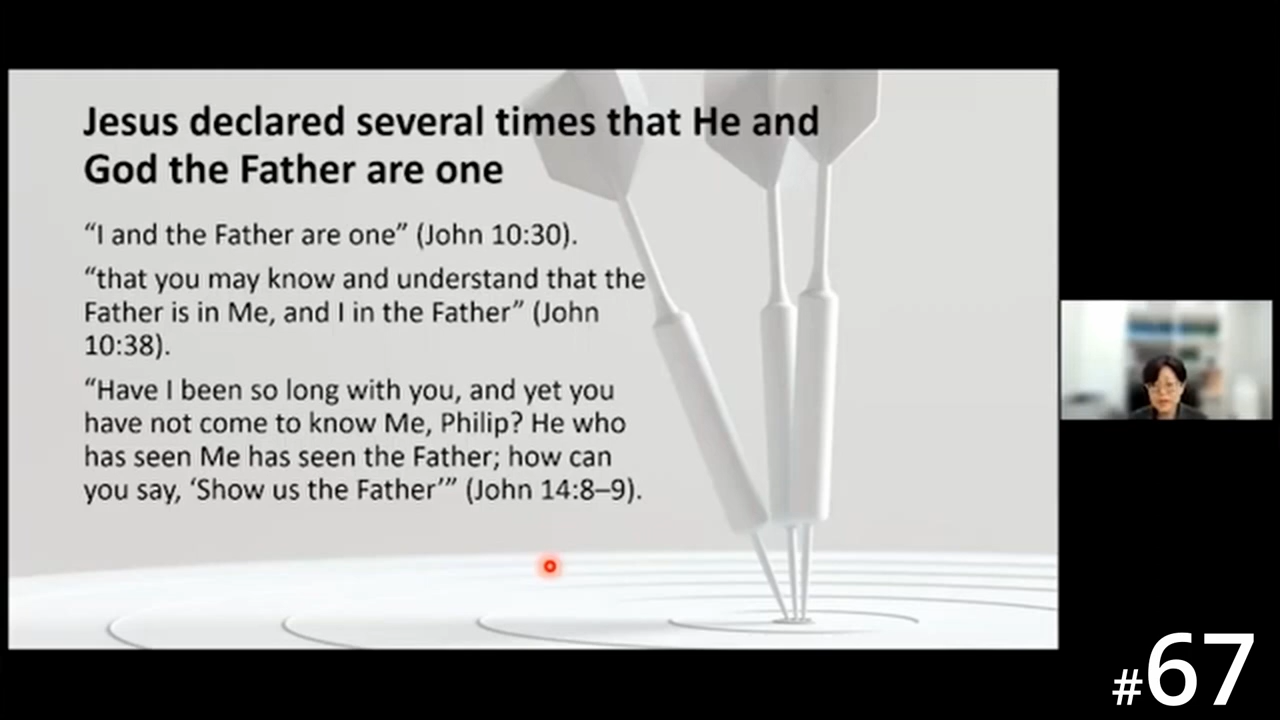 Jesus declared several times that He and
God the Father are one
“I and the Father are one” (John 10:30).
“that you may know and understand that the
Father is in Me, and I in the Father” (John
10:38).
“Have I been so long with you, and yet you
have not come to know Me, Philip? He who
has seen Me has seen the Father; how can
you say, ‘Show us the Father’” (John 14:8–9).
#67